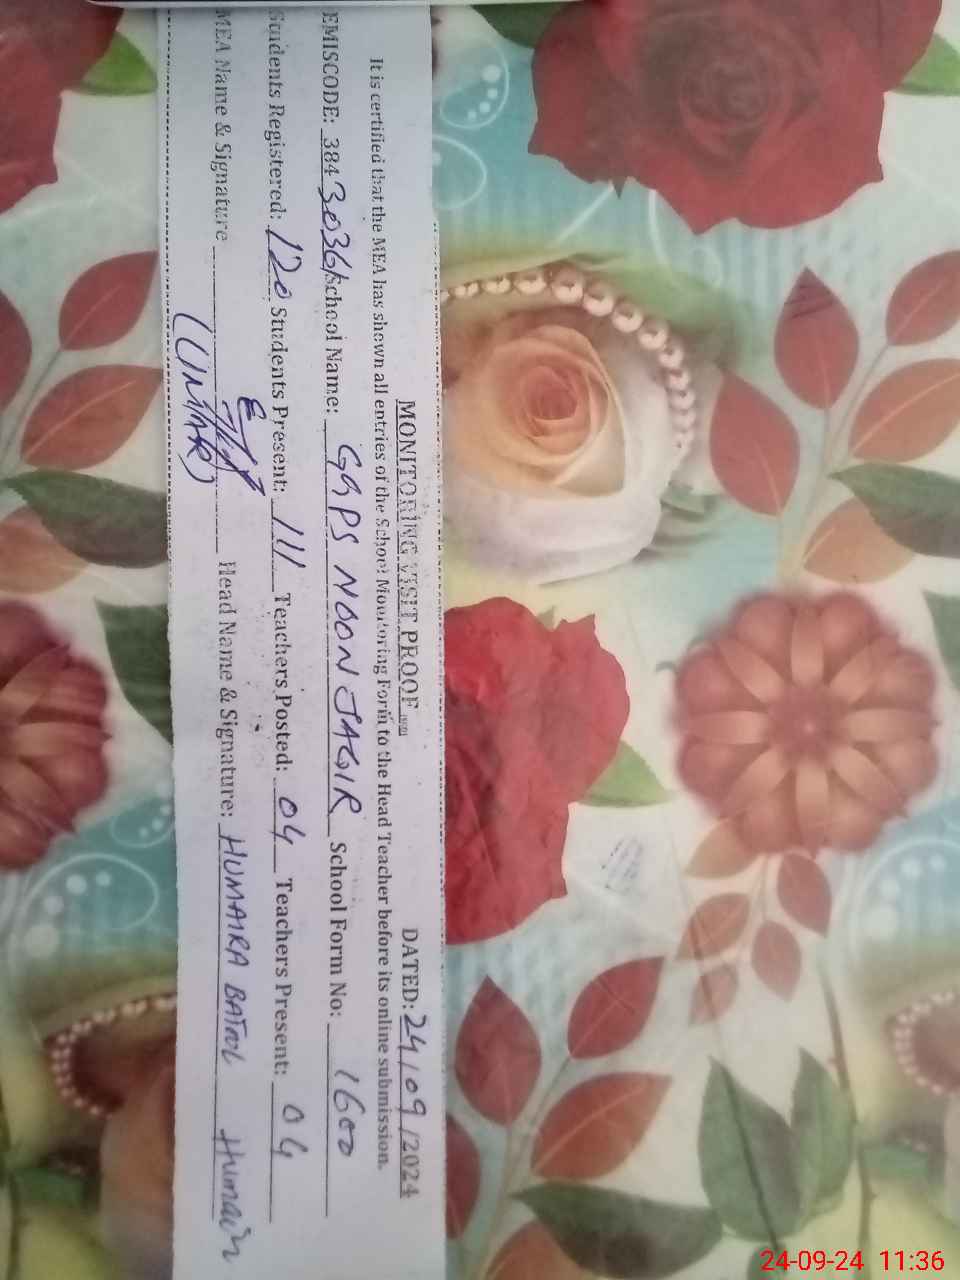 MONITORING VISIT PROOF DATED: 24/09/2024
It is certified that the MEA has shown all entries of the School Monitoring Form to the Head Teacher before its online submission.
EMISCODE: 38430361 School Name: GGPS NOON JAGIR School Form No: 1600
Students Registered: 120 Students Present: 111 Teachers Posted: 04 Teachers Present: 04
MEA Name & Signature Head Name & Signature: HUMAIRA BATOOL Humaira
24-09-24 11:36